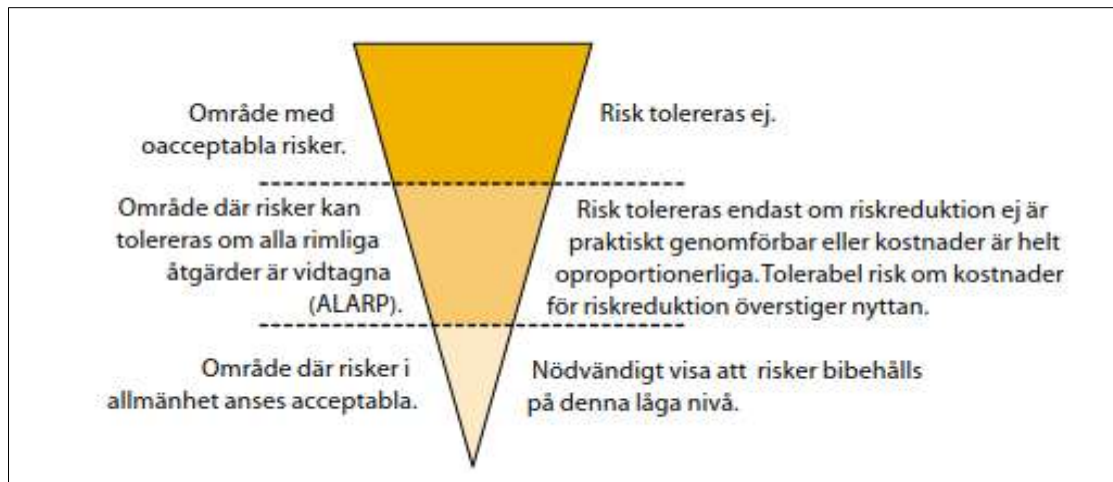 Område med
oacceptabla risker.
Risk tolereras ej.
Område där risker kan
tolereras om alla rimliga
åtgärder är vidtagna
(ALARP).
Risk tolereras endast om riskreduktion ej är
praktiskt genomförbar eller kostnader är helt
oproportionerliga. Tolerabel risk om kostnader
för riskreduktion överstiger nyttan.
Område där risker i
allmänhet anses acceptabla.
Nödvändigt visa att risker bibehålls
på denna låga nivå.